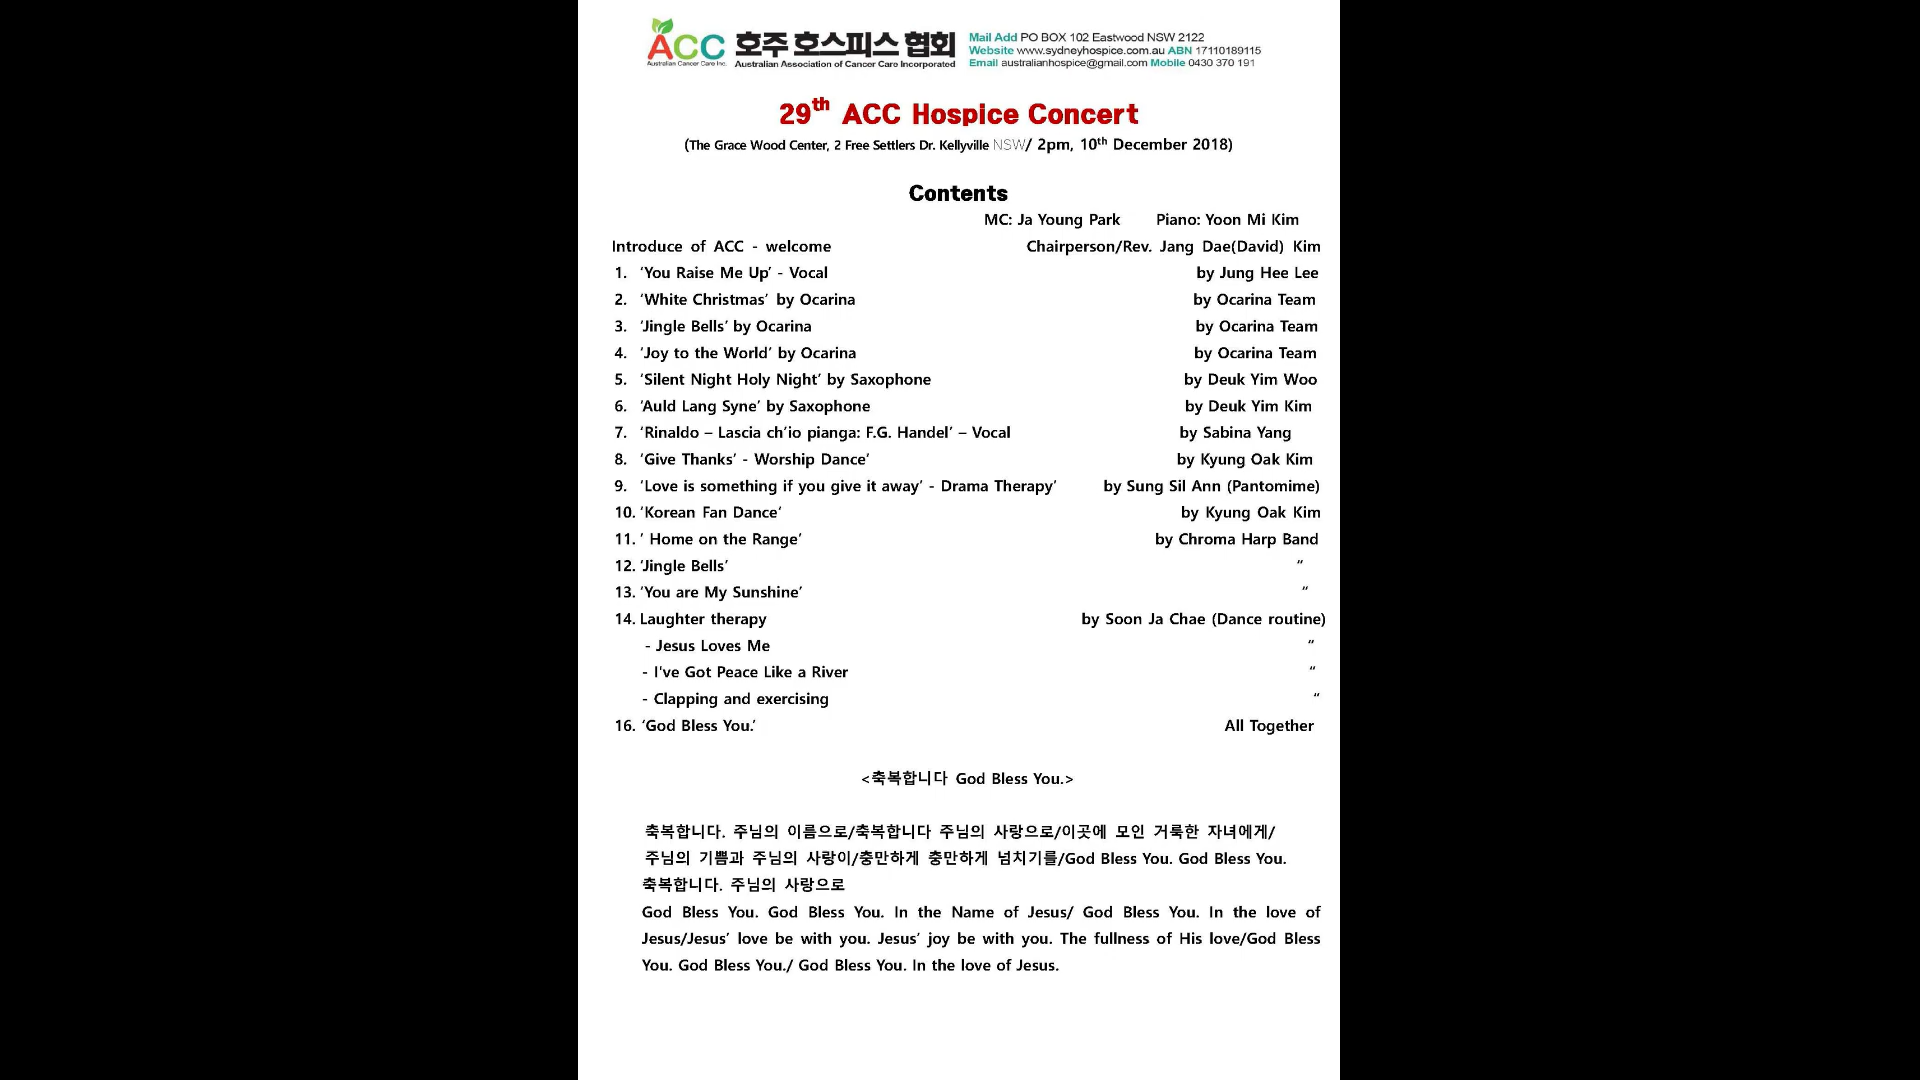 ACC 호주 호스피스 협회
Australian Cancer Care Inc. Australian Association of Cancer Care Incorporated
Mail Add PO BOX 102 Eastwood NSW 2122
Website www.sydneyhospice.com.au ABN 17110189115
Email australianhospice@gmail.com Mobile 0430 370 191
29th ACC Hospice Concert
(The Grace Wood Center, 2 Free Settlers Dr. Kellyville NSW/ 2pm, 10th December 2018)
Contents
MC: Ja Young Park Piano: Yoon Mi Kim
Introduce of ACC - welcome Chairperson/Rev. Jang Dae(David) Kim
1. ‘You Raise Me Up’ - Vocal by Jung Hee Lee
2. ‘White Christmas’ by Ocarina by Ocarina Team
3. ‘Jingle Bells’ by Ocarina by Ocarina Team
4. ‘Joy to the World’ by Ocarina by Ocarina Team
5. ‘Silent Night Holy Night’ by Saxophone by Deuk Yim Woo
6. ‘Auld Lang Syne’ by Saxophone by Deuk Yim Kim
7. ‘Rinaldo – Lascia ch’io pianga: F.G. Handel’ – Vocal by Sabina Yang
8. ‘Give Thanks’ - Worship Dance’ by Kyung Oak Kim
9. ‘Love is something if you give it away’ - Drama Therapy’ by Sung Sil Ann (Pantomime)
10. ‘Korean Fan Dance’ by Kyung Oak Kim
11. ’ Home on the Range’ by Chroma Harp Band
12. ‘Jingle Bells’ “
13. ‘You are My Sunshine’ “
14. Laughter therapy by Soon Ja Chae (Dance routine)
- Jesus Loves Me “
- I've Got Peace Like a River “
- Clapping and exercising “
16. ‘God Bless You.’ All Together
<축복합니다 God Bless You.>
축복합니다. 주님의 이름으로/축복합니다 주님의 사랑으로/이곳에 모인 거룩한 자녀에게/
주님의 기쁨과 주님의 사랑이/충만하게 충만하게 넘치기를/God Bless You. God Bless You.
축복합니다. 주님의 사랑으로
God Bless You. God Bless You. In the Name of Jesus/ God Bless You. In the love of
Jesus/Jesus’ love be with you. Jesus’ joy be with you. The fullness of His love/God Bless
You. God Bless You./ God Bless You. In the love of Jesus.